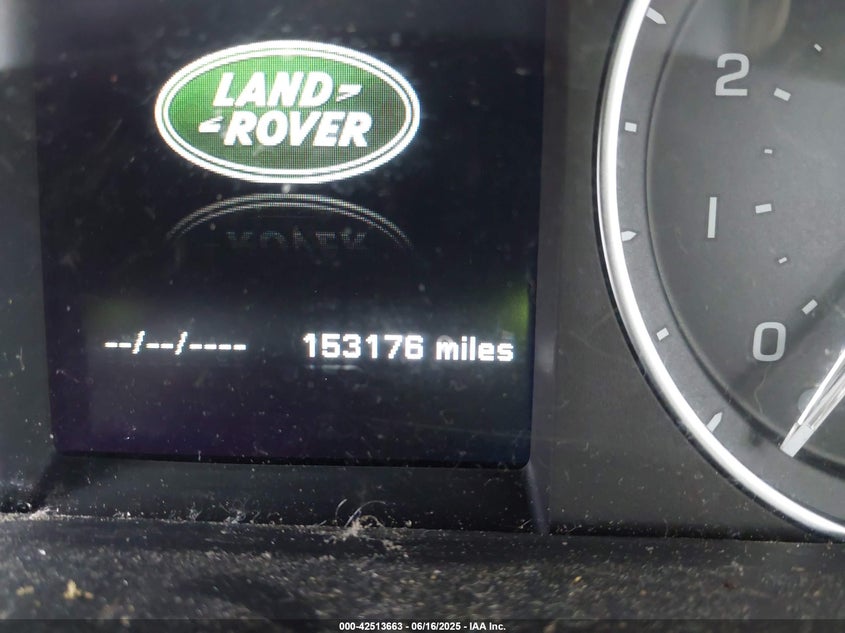 LAND
ROVER
--/--/---- 153176 miles
2
1
0
000-42513663 - 06/16/2025 - IAA Inc.